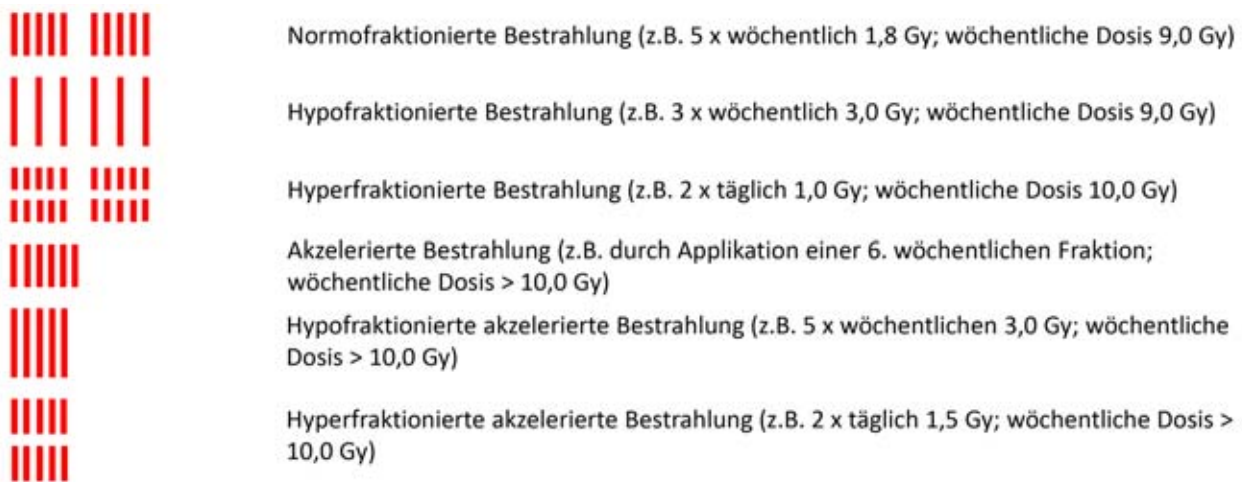 Normofraktionierte Bestrahlung (z.B. 5 x wöchentlich 1,8 Gy; wöchentliche Dosis 9,0 Gy)
Hypofraktionierte Bestrahlung (z.B. 3 x wöchentlich 3,0 Gy; wöchentliche Dosis 9,0 Gy)
Hyperfraktionierte Bestrahlung (z.B. 2 x täglich 1,0 Gy; wöchentliche Dosis 10,0 Gy)
Akzelerierte Bestrahlung (z.B. durch Applikation einer 6. wöchentlichen Fraktion;
wöchentliche Dosis > 10,0 Gy)
Hypofraktionierte akzelerierte Bestrahlung (z.B. 5 x wöchentlichen 3,0 Gy; wöchentliche
Dosis > 10,0 Gy)
Hyperfraktionierte akzelerierte Bestrahlung (z.B. 2 x täglich 1,5 Gy; wöchentliche Dosis >
10,0 Gy)